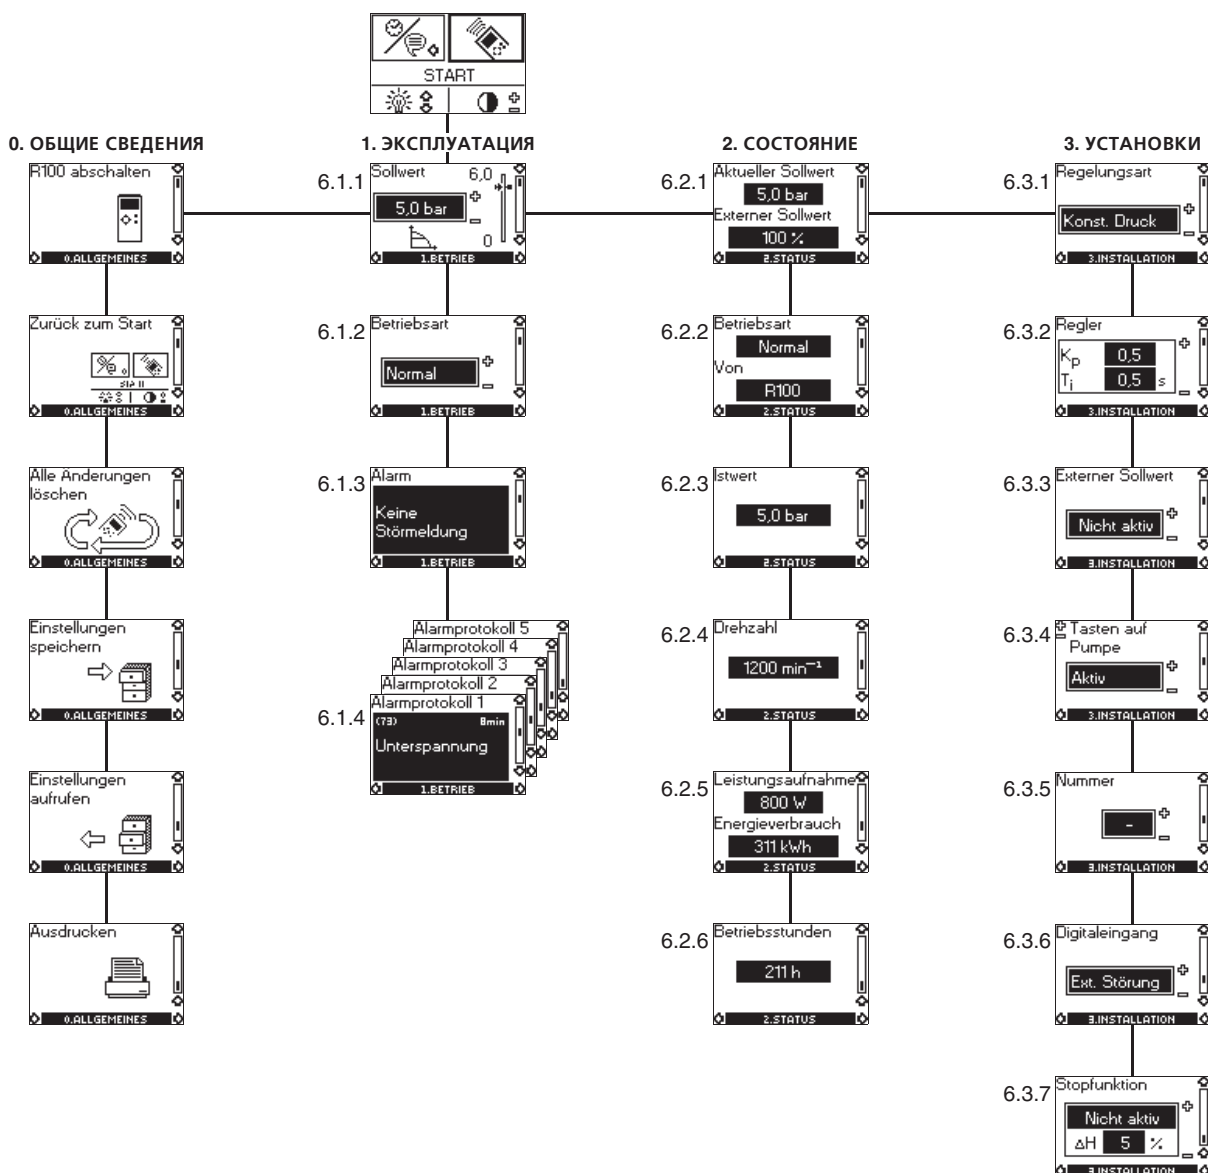 START
0. ОБЩИЕ СВЕДЕНИЯ
R100 abschalten
0.ALLGEMEINES
Zurück zum Start
START
0.ALLGEMEINES
Alle Änderungen
löschen
0.ALLGEMEINES
Einstellungen
speichern
0.ALLGEMEINES
Einstellungen
aufrufen
0.ALLGEMEINES
Ausdrucken
0.ALLGEMEINES
1. ЭКСПЛУАТАЦИЯ
6.1.1
Sollwert
6,0
5,0 bar
0
1.BETRIEB
6.1.2
Betriebsart
Normal
1.BETRIEB
6.1.3
Alarm
Keine
Störmeldung
1.BETRIEB
Alarmprotokoll 5
Alarmprotokoll 4
Alarmprotokoll 3
Alarmprotokoll 2
6.1.4
Alarmprotokoll 1
(73) 8min
Unterspannung
1.BETRIEB
2. СОСТОЯНИЕ
6.2.1
Aktueller Sollwert
5,0 bar
Externer Sollwert
100 %
2.STATUS
6.2.2
Betriebsart
Normal
Von
R100
2.STATUS
6.2.3
Istwert
5,0 bar
2.STATUS
6.2.4
Drehzahl
1200 min⁻¹
2.STATUS
6.2.5
Leistungsaufnahme
800 W
Energieverbrauch
311 kWh
2.STATUS
6.2.6
Betriebsstunden
211 h
2.STATUS
3. УСТАНОВКИ
6.3.1
Regelungsart
Konst. Druck
3.INSTALLATION
6.3.2
Regler
Kp 0,5
Ti 0,5 s
3.INSTALLATION
6.3.3
Externer Sollwert
Nicht aktiv
3.INSTALLATION
6.3.4
Tasten auf
Pumpe
Aktiv
3.INSTALLATION
6.3.5
Nummer
-
3.INSTALLATION
6.3.6
Digitaleingang
Ext. Störung
3.INSTALLATION
6.3.7
Stopfunktion
Nicht aktiv
ΔH 5 %
3.INSTALLATION